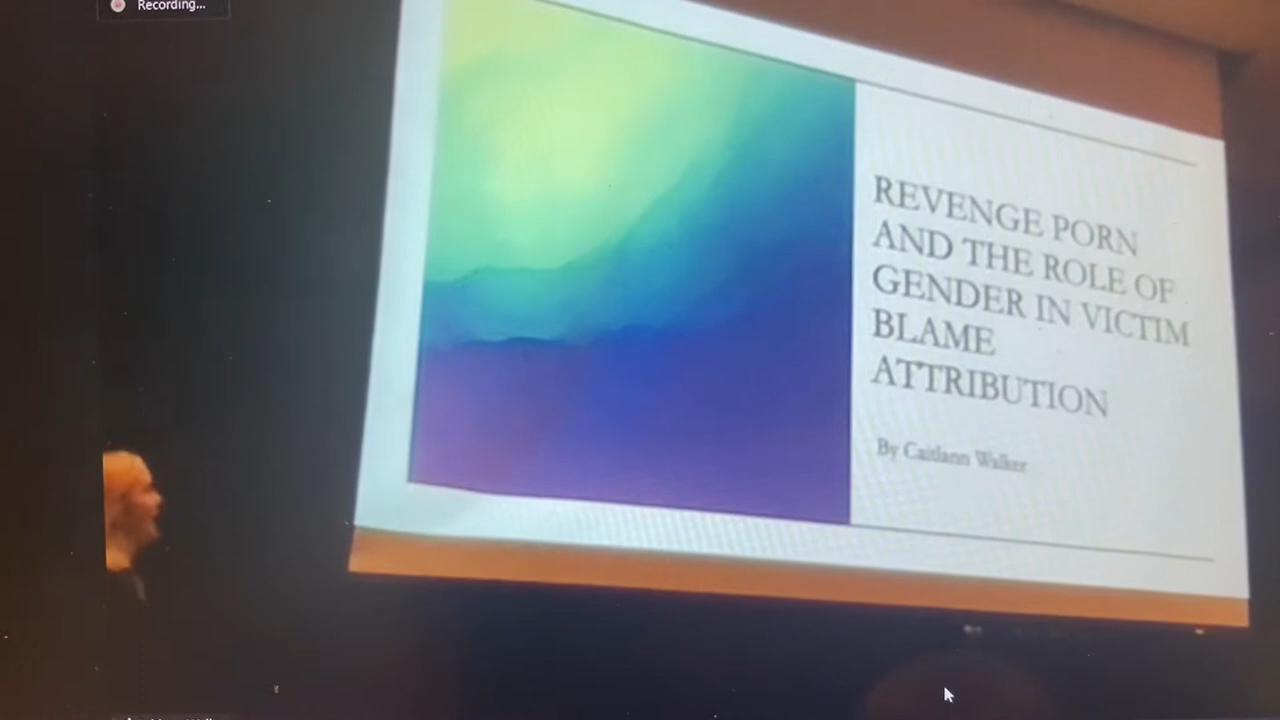 Recording...
REVENGE PORN
AND THE ROLE OF
GENDER IN VICTIM
BLAME
ATTRIBUTION
By Caitlann Walker